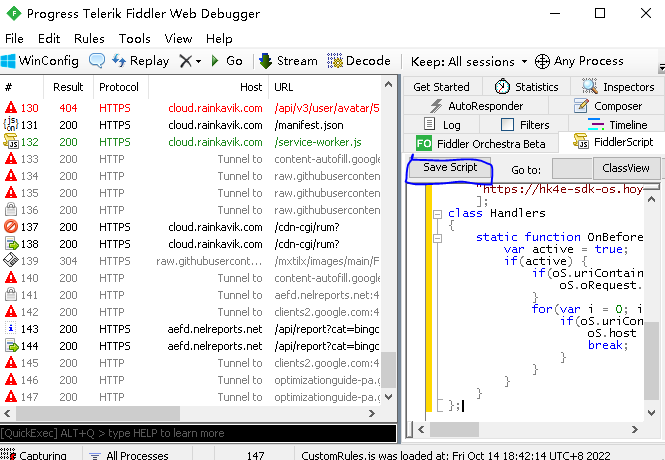 Progress Telerik Fiddler Web Debugger
File Edit Rules Tools View Help
WinConfig Replay Go Stream Decode Keep: All sessions Any Process
# Result Protocol Host URL
130 404 HTTPS cloud.rainkavik.com /api/v3/user/avatar/5
131 200 HTTPS cloud.rainkavik.com /manifest.json
132 200 HTTPS cloud.rainkavik.com /service-worker.js
133 200 HTTP Tunnel to content-autofill.google
134 200 HTTP Tunnel to raw.githubuserconten
135 200 HTTP Tunnel to raw.githubuserconten
136 200 HTTP Tunnel to raw.githubuserconten
137 200 HTTPS cloud.rainkavik.com /cdn-cgi/rum?
138 200 HTTPS cloud.rainkavik.com /cdn-cgi/rum?
139 304 HTTPS raw.githubusercont... /mxtilx/images/main/F
140 200 HTTP Tunnel to content-autofill.google
141 200 HTTP Tunnel to aefd.nelreports.net:4
142 200 HTTP Tunnel to clients2.google.com:4
143 200 HTTPS aefd.nelreports.net /api/report?cat=bingc
144 200 HTTPS aefd.nelreports.net /api/report?cat=bingc
145 200 HTTP Tunnel to clients2.google.com:4
146 200 HTTP Tunnel to optimizationguide-pa.g
147 200 HTTP Tunnel to optimizationguide-pa.g
[QuickExec] ALT+Q > type HELP to learn more
Get Started Statistics Inspectors
AutoResponder Composer
Log Filters Timeline
FO Fiddler Orchestra Beta FiddlerScript
Save Script Go to: ClassView
"https://hk4e-sdk-os.hoy
];
class Handlers
{
static function OnBefore
var active = true;
if(active) {
if(oS.uriContain
oS.oRequest.
}
for(var i = 0; i
if(oS.uriCon
oS.host
break;
}
}
}
}
};
Capturing All Processes 147 CustomRules.js was loaded at: Fri Oct 14 18:42:14 UTC+8 2022